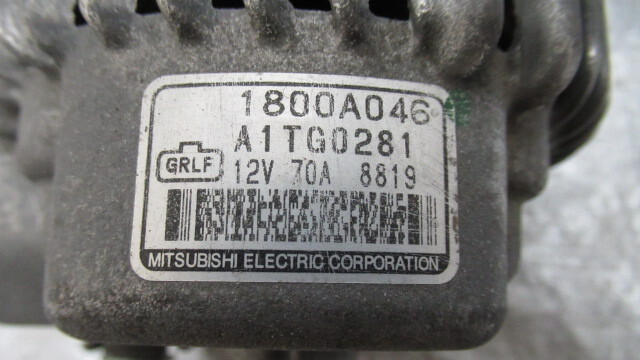 1800A046
A1TG0281
GRLF 12V 70A 8819
MITSUBISHI ELECTRIC CORPORATION